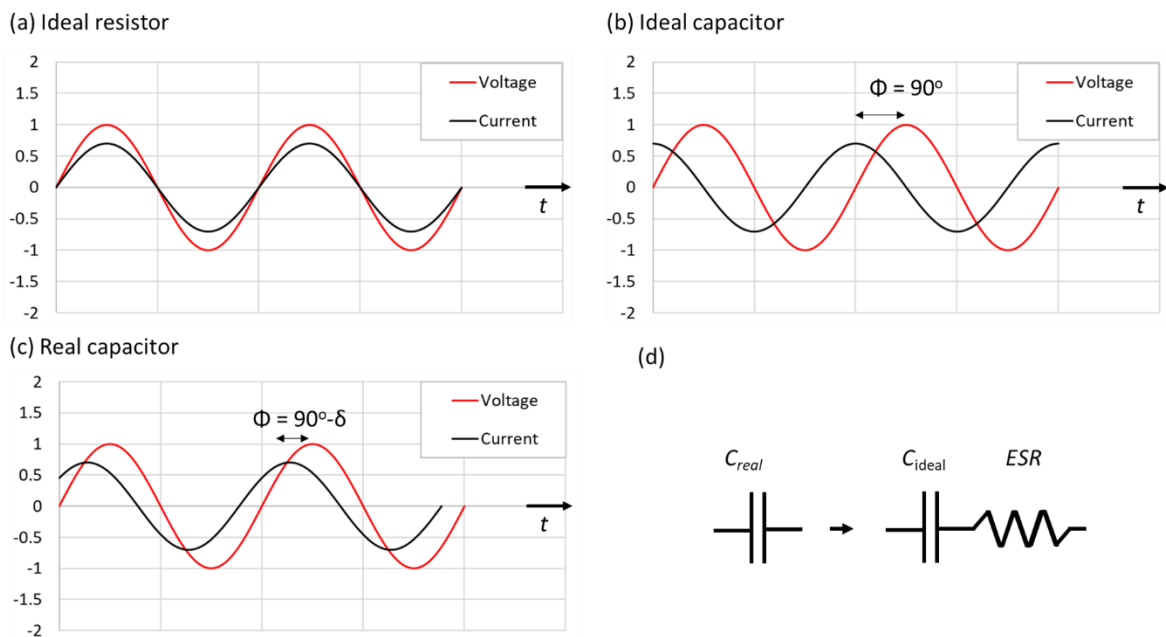 (a) Ideal resistor
2
1.5
1
0.5
0
-0.5
-1
-1.5
-2
Voltage
Current
t
(b) Ideal capacitor
2
1.5
1
0.5
0
-0.5
-1
-1.5
-2
Φ = 90º
Voltage
Current
t
(c) Real capacitor
2
1.5
1
0.5
0
-0.5
-1
-1.5
-2
Φ = 90º-δ
Voltage
Current
t
(d)
Creal Cideal ESR